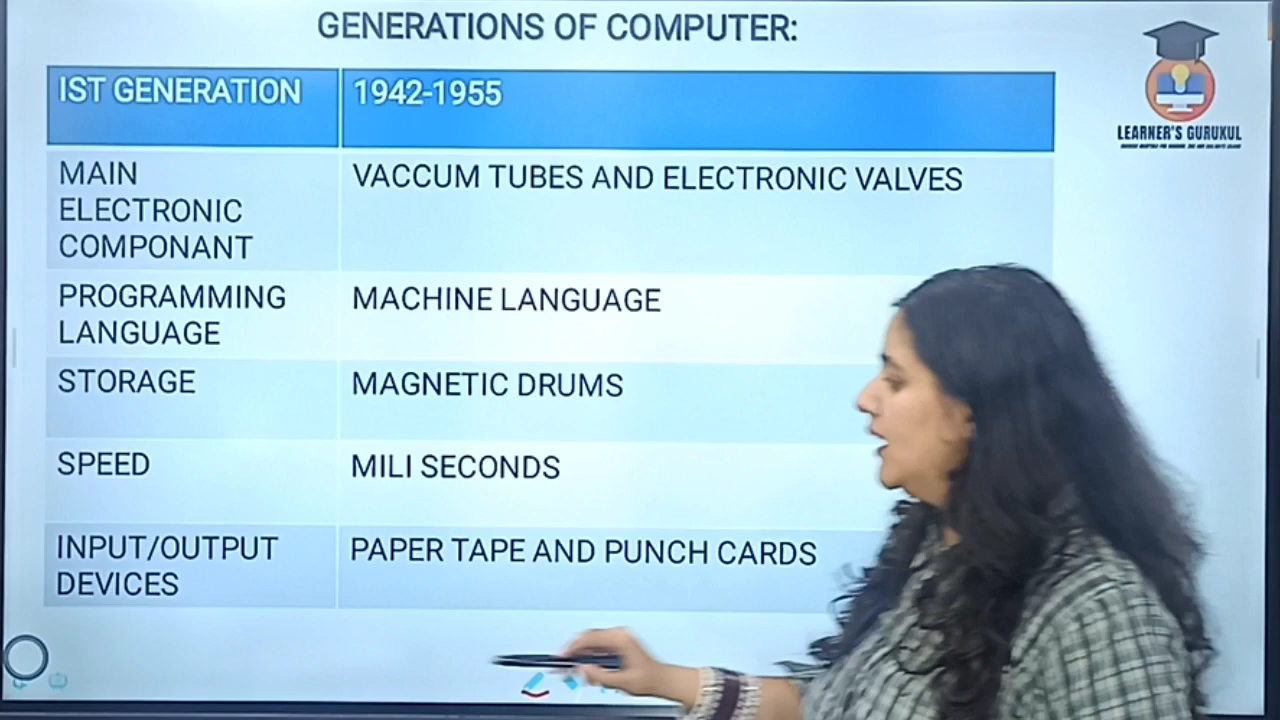 GENERATIONS OF COMPUTER:
IST GENERATION
1942-1955
MAIN
ELECTRONIC
COMPONANT
VACCUM TUBES AND ELECTRONIC VALVES
PROGRAMMING
LANGUAGE
MACHINE LANGUAGE
STORAGE
MAGNETIC DRUMS
SPEED
MILI SECONDS
INPUT/OUTPUT
DEVICES
PAPER TAPE AND PUNCH CARDS
LEARNER'S GURUKUL